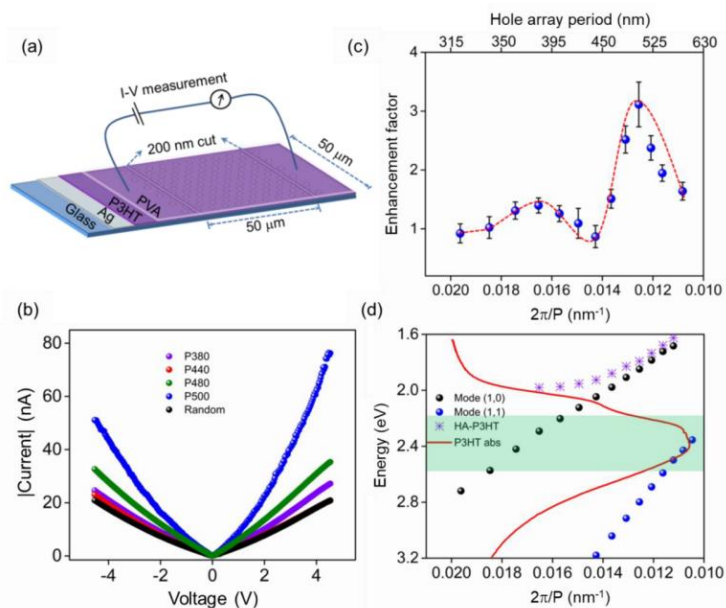 (a)
I-V measurement
200 nm cut
50 μm
50 μm
PVA
P3HT
Ag
Glass
(b)
|Current| (nA)
80
60
40
20
0
P380
P440
P480
P500
Random
-4 -2 0 2 4
Voltage (V)
(c)
Hole array period (nm)
315 350 395 450 525 630
Enhancement factor
4
3
2
1
0.020 0.018 0.016 0.014 0.012 0.010
2π/P (nm⁻¹)
(d)
Energy (eV)
1.6
2.0
2.4
2.8
3.2
Mode (1,0)
Mode (1,1)
HA-P3HT
P3HT abs
0.020 0.018 0.016 0.014 0.012 0.010
2π/P (nm⁻¹)